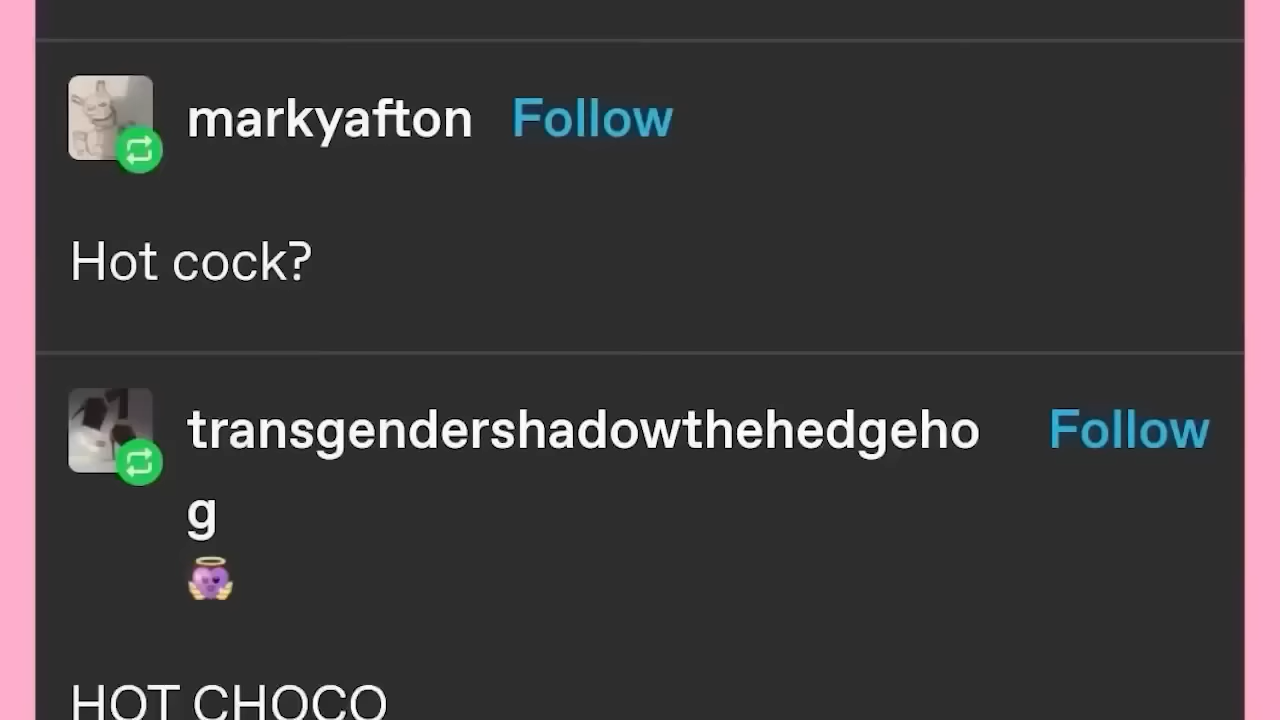 markyafton Follow
Hot cock?
transgendershadowthehedgeho Follow
g
HOT CHOCO